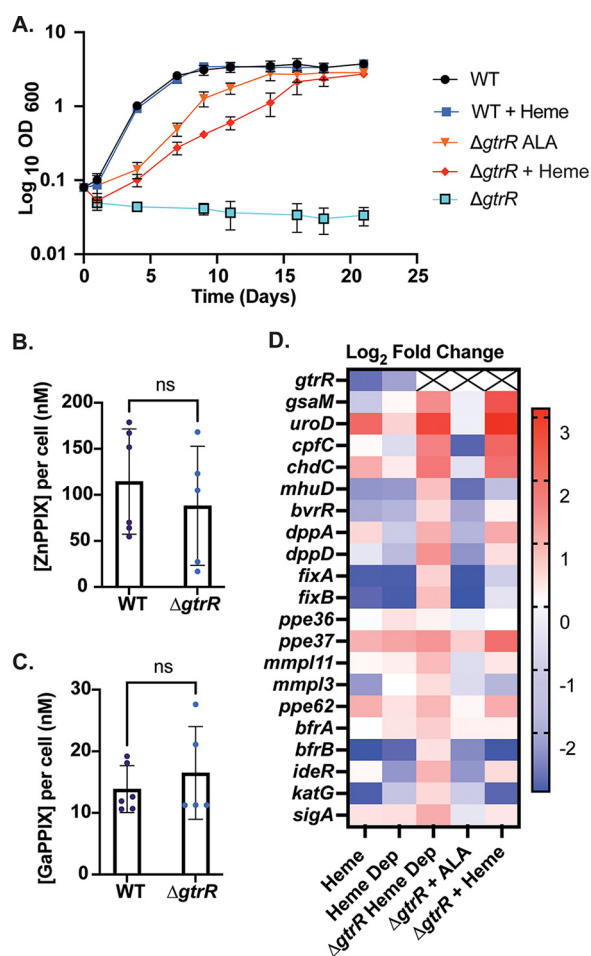 A.
Log10 OD 600
10
1
0.1
0.01
0 5 10 15 20 25
Time (Days)
WT
WT + Heme
ΔgtrR ALA
ΔgtrR + Heme
ΔgtrR
B.
ns
[ZnPPIX] per cell (nM)
200
150
100
50
0
WT ΔgtrR
C.
ns
[GaPPIX] per cell (nM)
30
20
10
0
WT ΔgtrR
D.
Log2 Fold Change
gtrR
gsaM
uroD
cpfC
chdC
mhuD
bvrR
dppA
dppD
fixA
fixB
ppe36
ppe37
mmpl11
mmpl3
ppe62
bfrA
bfrB
ideR
katG
sigA
Heme
Heme Dep
ΔgtrR Heme Dep
ΔgtrR + ALA
ΔgtrR + Heme
3
2
1
0
-1
-2